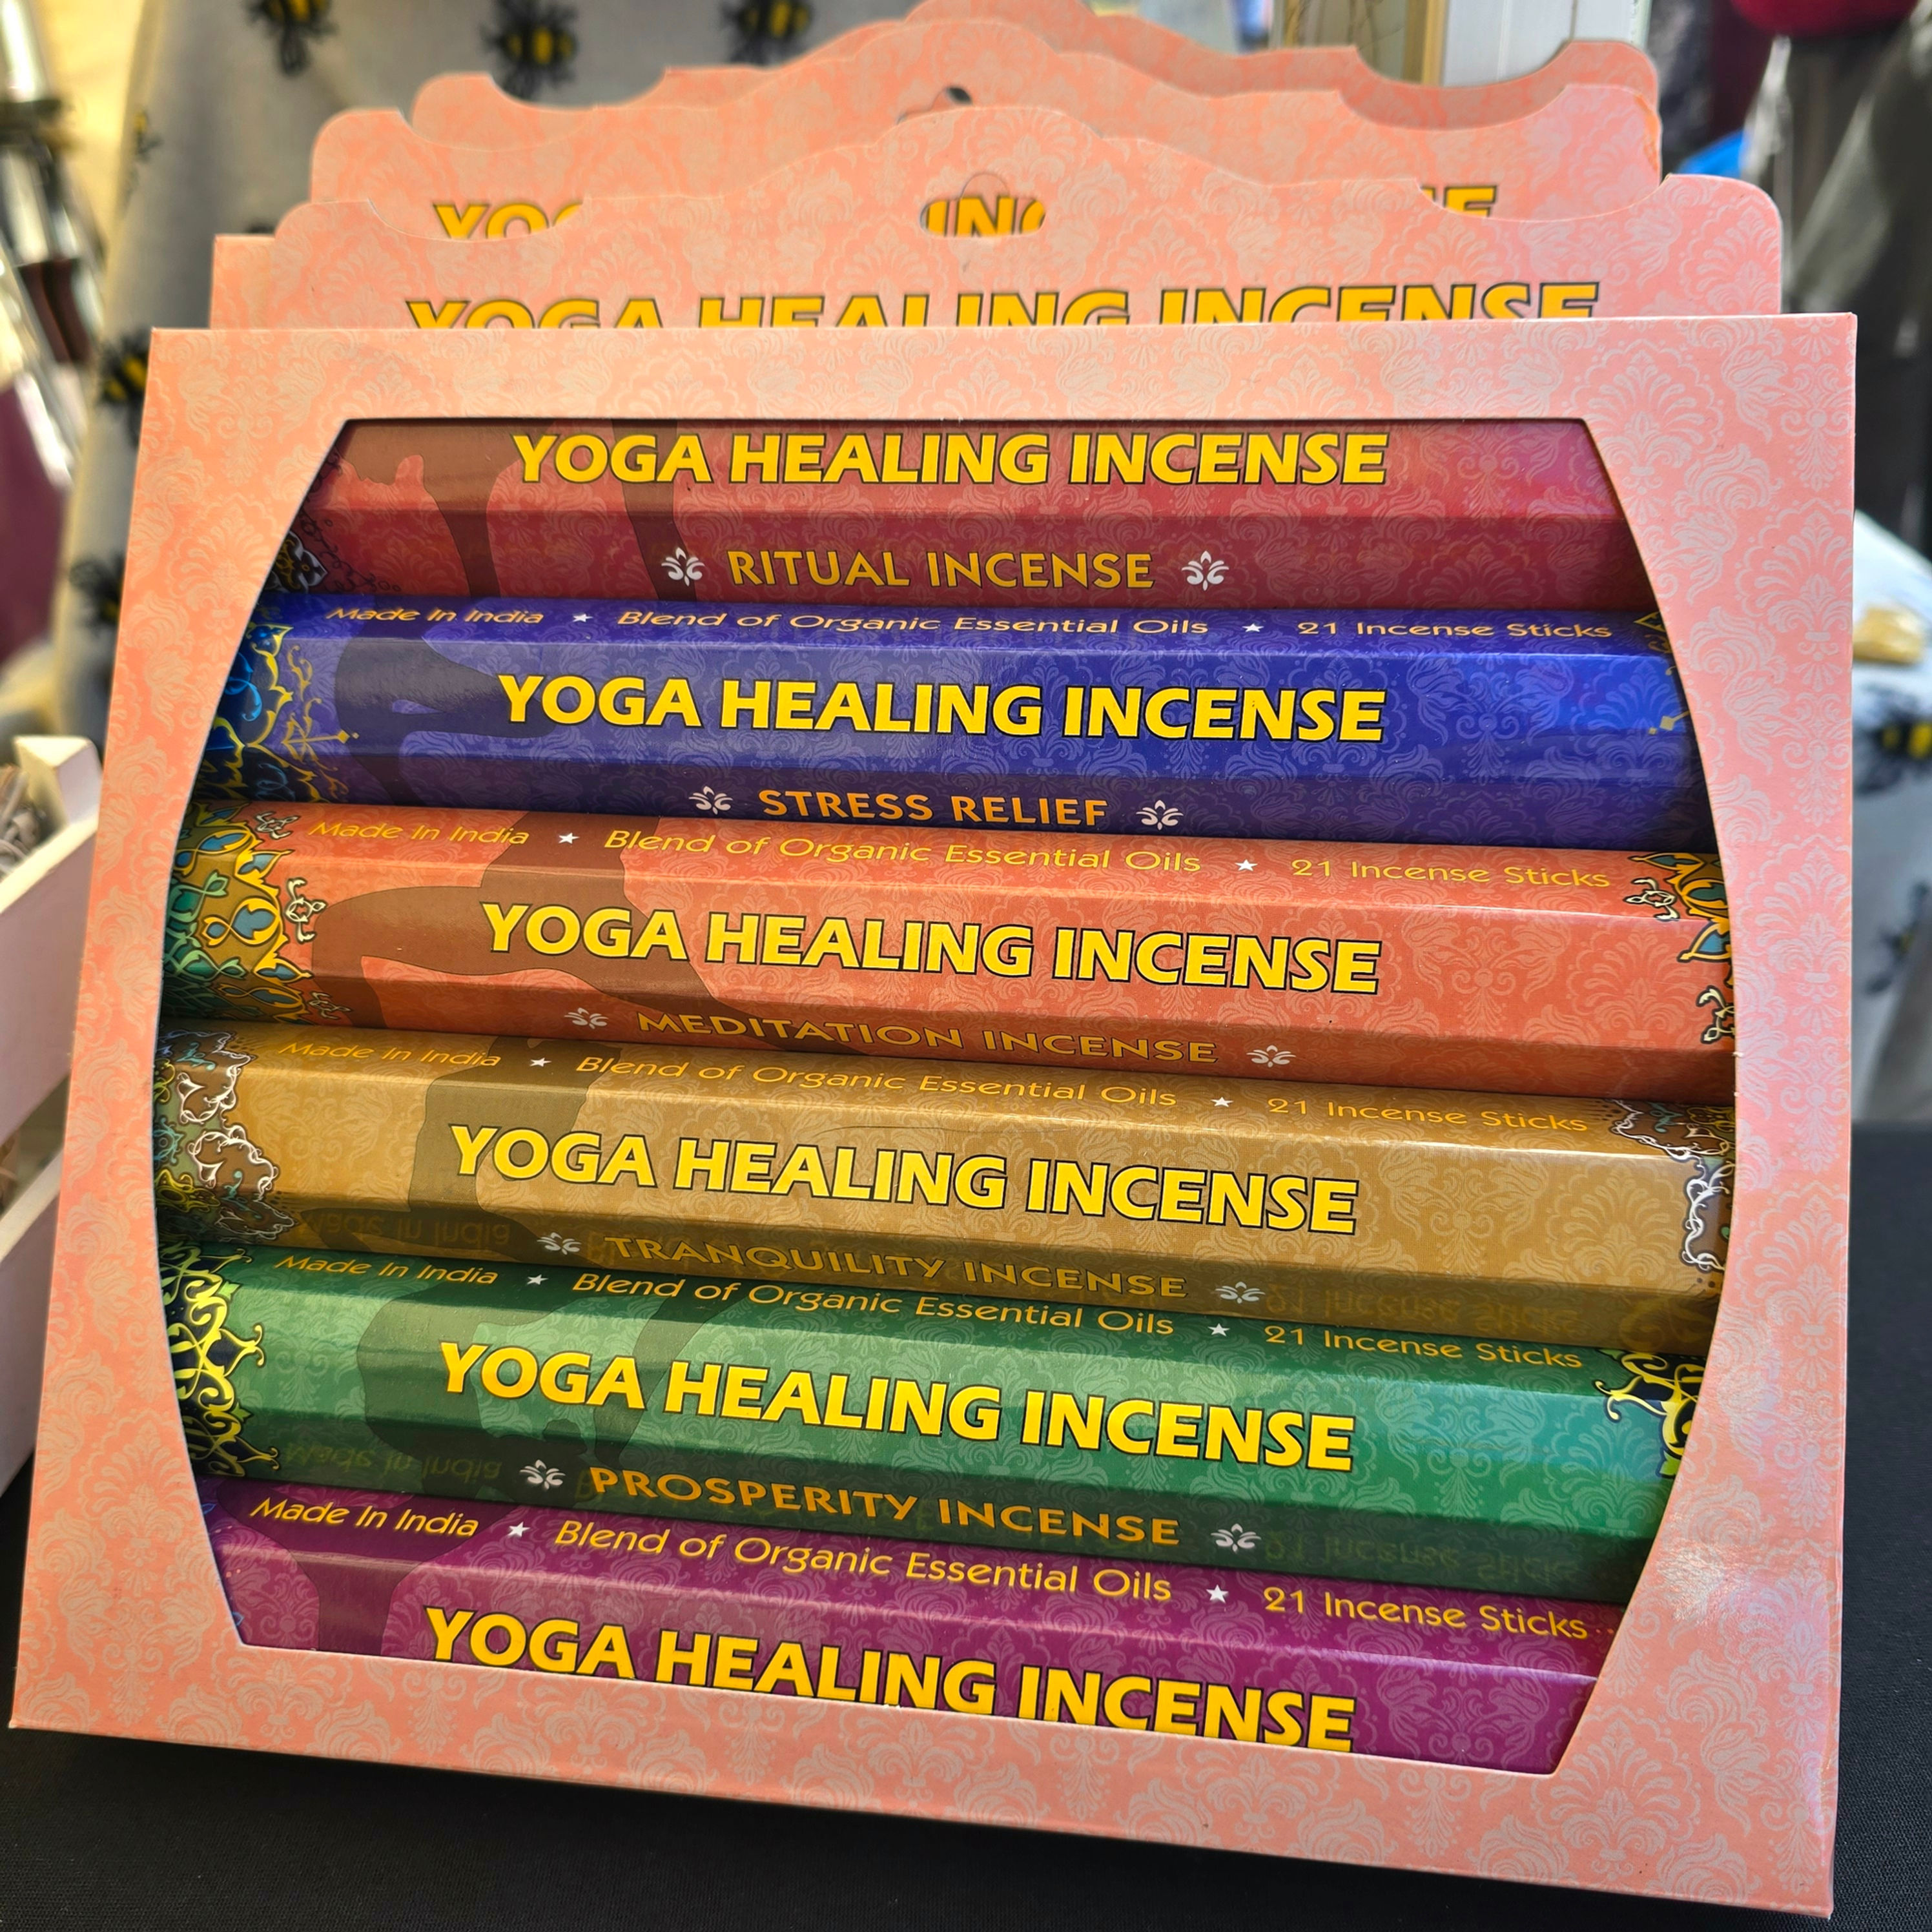 YOGA HEALING INCENSE
YOGA HEALING INCENSE
RITUAL INCENSE
Made In India ★ Blend of Organic Essential Oils ★ 21 Incense Sticks
YOGA HEALING INCENSE
STRESS RELIEF
Made In India ★ Blend of Organic Essential Oils ★ 21 Incense Sticks
YOGA HEALING INCENSE
MEDITATION INCENSE
Made In India ★ Blend of Organic Essential Oils ★ 21 Incense Sticks
YOGA HEALING INCENSE
TRANQUILITY INCENSE
Made In India ★ Blend of Organic Essential Oils ★ 21 Incense Sticks
YOGA HEALING INCENSE
PROSPERITY INCENSE
Made In India ★ Blend of Organic Essential Oils ★ 21 Incense Sticks
YOGA HEALING INCENSE